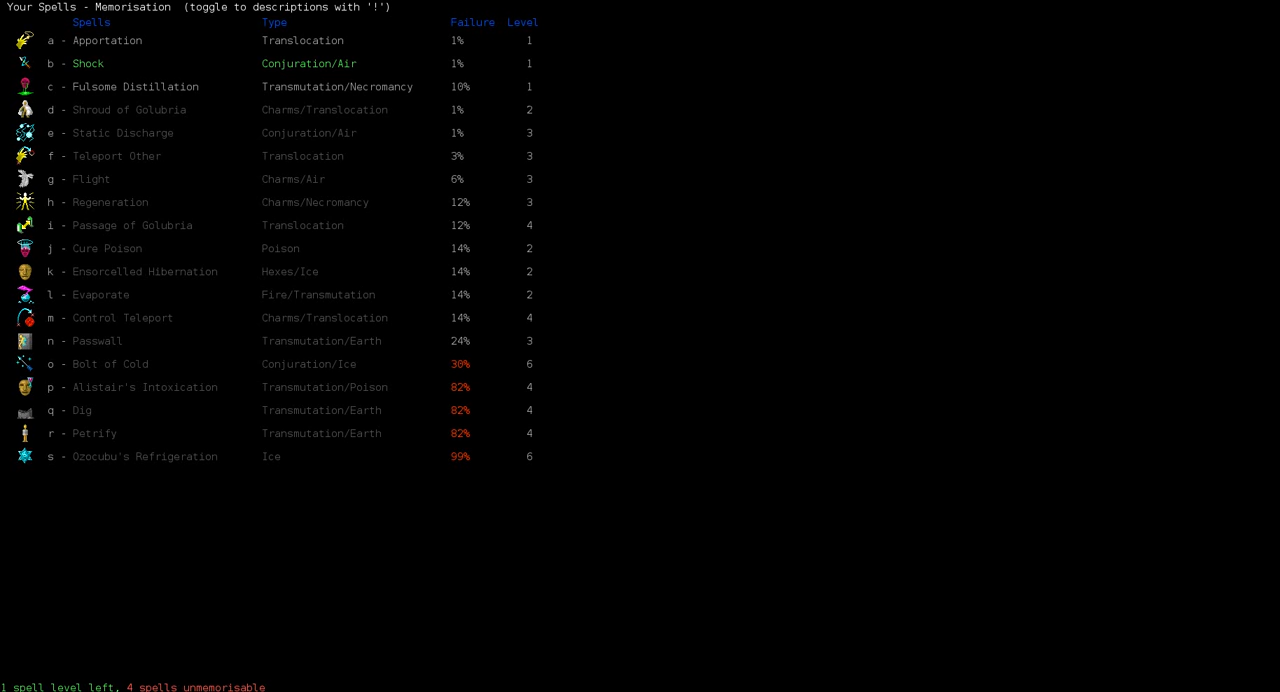 Your Spells - Memorisation (toggle to descriptions with '!')
Spells Type Failure Level
a - Apportation Translocation 1% 1
b - Shock Conjuration/Air 1% 1
c - Fulsome Distillation Transmutation/Necromancy 10% 1
d - Shroud of Golubria Charms/Translocation 1% 2
e - Static Discharge Conjuration/Air 1% 3
f - Teleport Other Translocation 3% 3
g - Flight Charms/Air 6% 3
h - Regeneration Charms/Necromancy 12% 3
i - Passage of Golubria Translocation 12% 4
j - Cure Poison Poison 14% 2
k - Ensorcelled Hibernation Hexes/Ice 14% 2
l - Evaporate Fire/Transmutation 14% 2
m - Control Teleport Charms/Translocation 14% 4
n - Passwall Transmutation/Earth 24% 3
o - Bolt of Cold Conjuration/Ice 30% 6
p - Alistair's Intoxication Transmutation/Poison 82% 4
q - Dig Transmutation/Earth 82% 4
r - Petrify Transmutation/Earth 82% 4
s - Ozocubu's Refrigeration Ice 99% 6
1 spell level left, 4 spells unmemorisable